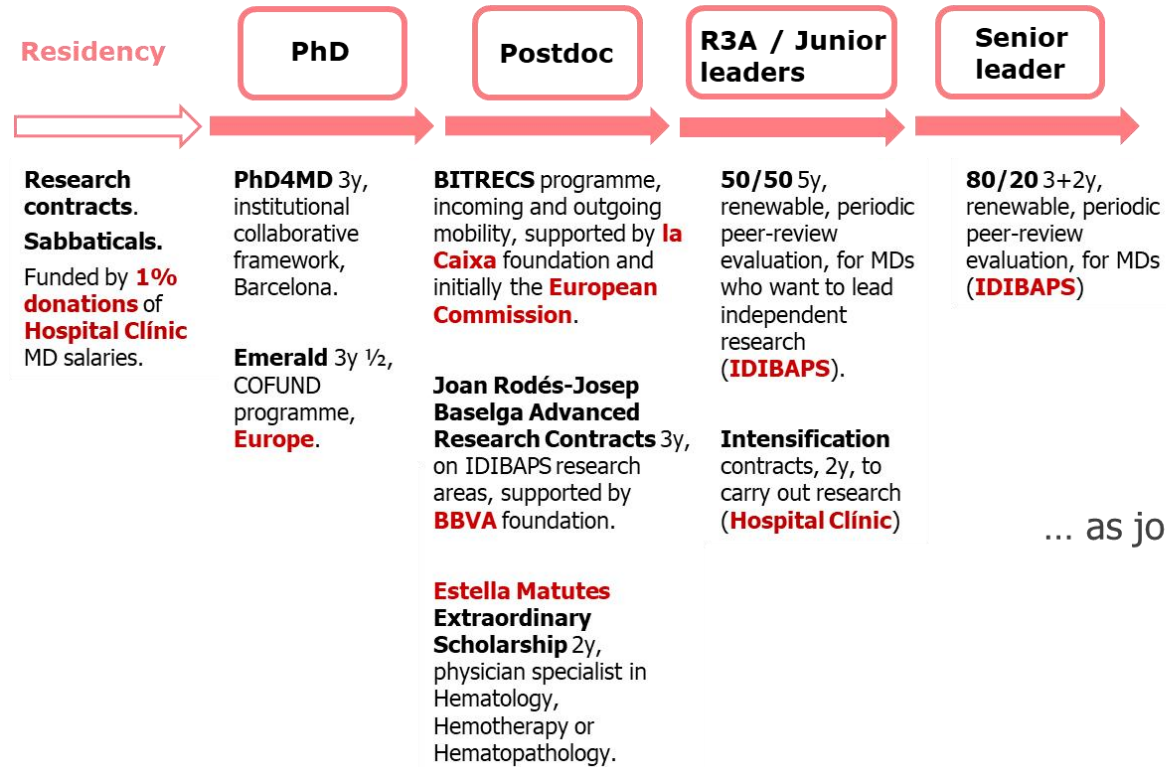 Residency
PhD
Postdoc
R3A / Junior
leaders
Senior
leader
Research
contracts.
Sabbaticals.
Funded by 1%
donations of
Hospital Clínic
MD salaries.
PhD4MD 3y,
institutional
collaborative
framework,
Barcelona.
Emerald 3y ½,
COFUND
programme,
Europe.
BITRECS programme,
incoming and outgoing
mobility, supported by la
Caixa foundation and
initially the European
Commission.
Joan Rodés-Josep
Baselga Advanced
Research Contracts 3y,
on IDIBAPS research
areas, supported by
BBVA foundation.
Estella Matutes
Extraordinary
Scholarship 2y,
physician specialist in
Hematology,
Hemotherapy or
Hematopathology.
50/50 5y,
renewable, periodic
peer-review
evaluation, for MDs
who want to lead
independent
research
(IDIBAPS).
Intensification
contracts, 2y, to
carry out research
(Hospital Clínic)
80/20 3+2y,
renewable, periodic
peer-review
evaluation, for MDs
(IDIBAPS)
... as jo